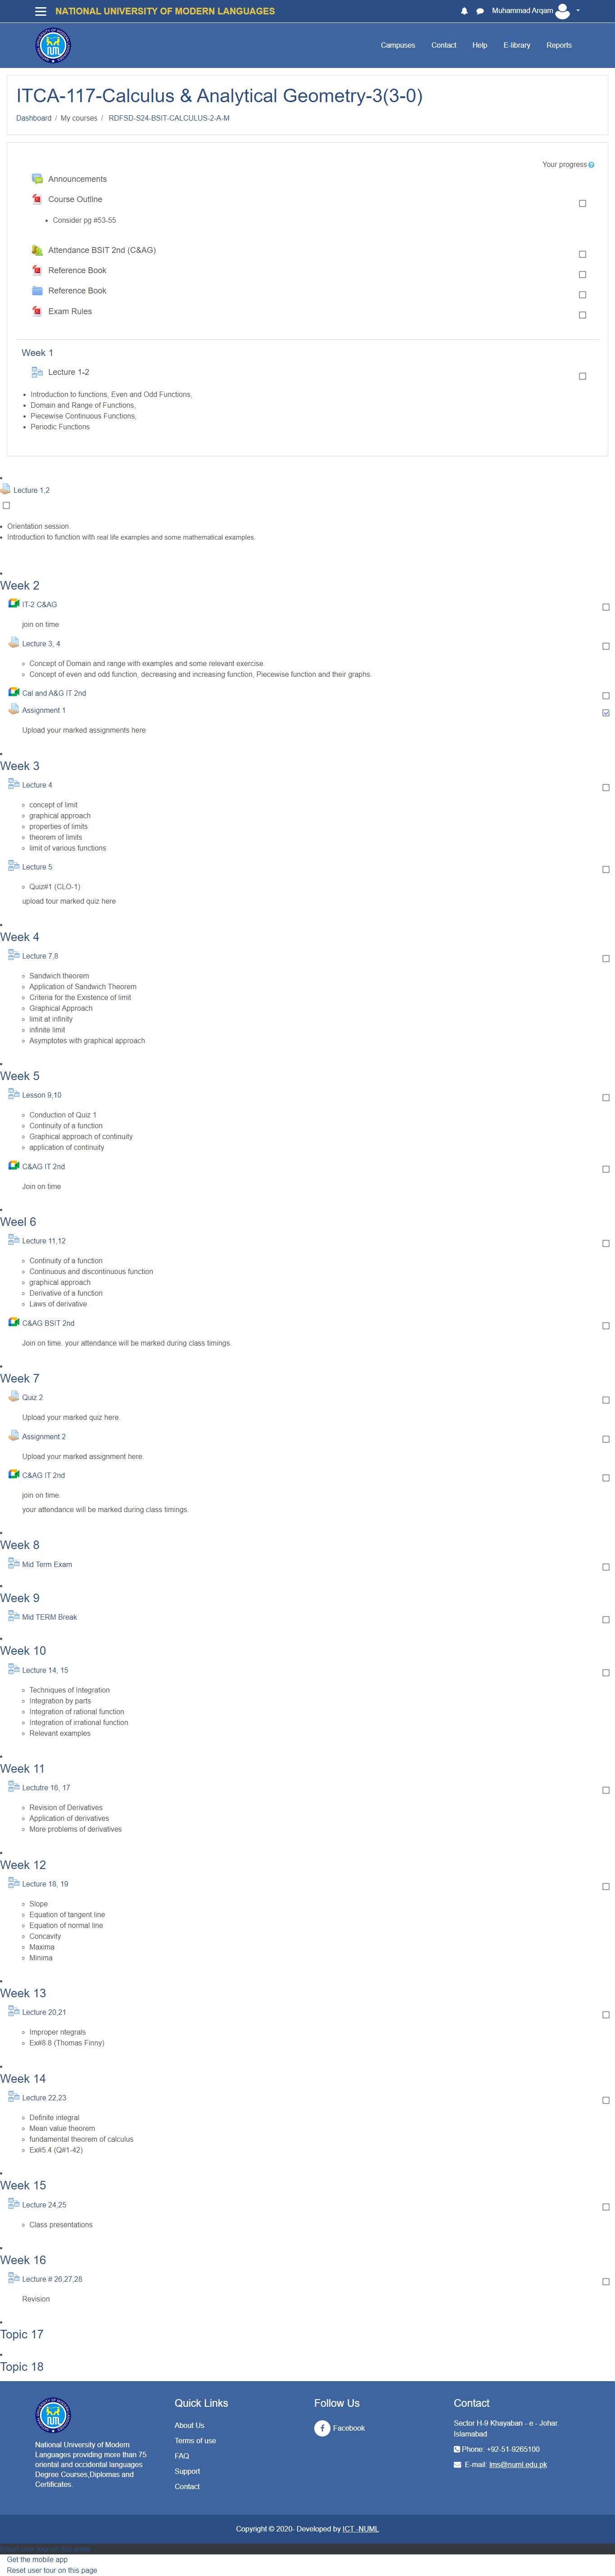 NATIONAL UNIVERSITY OF MODERN LANGUAGES
Muhammad Arqam
Campuses Contact Help E-library Reports
ITCA-117-Calculus & Analytical Geometry-3(3-0)
Dashboard / My courses / RDFSD-S24-BSIT-CALCULUS-2-A-M
Your progress
Announcements
Course Outline
Consider pg #53-55
Attendance BSIT 2nd (C&AG)
Reference Book
Reference Book
Exam Rules
Week 1
Lecture 1-2
Introduction to functions, Even and Odd Functions,
Domain and Range of Functions,
Piecewise Continuous Functions,
Periodic Functions
Lecture 1,2
Orientation session.
Introduction to function with real life examples and some mathematical examples.
Week 2
IT-2 C&AG
join on time
Lecture 3, 4
Concept of Domain and range with examples and some relevant exercise.
Concept of even and odd function, decreasing and increasing function, Piecewise function and their graphs.
Cal and A&G IT 2nd
Assignment 1
Upload your marked assignments here
Week 3
Lecture 4
concept of limit
graphical approach
properties of limits
theorem of limits
limit of various functions
Lecture 5
Quiz#1 (CLO-1)
upload tour marked quiz here
Week 4
Lecture 7,8
Sandwich theorem
Application of Sandwich Theorem
Criteria for the Existence of limit
Graphical Approach
limit at infinity
infinite limit
Asymptotes with graphical approach
Week 5
Lesson 9,10
Conduction of Quiz 1
Continuity of a function
Graphical approach of continuity
application of continuity
C&AG IT 2nd
Join on time
Weel 6
Lecture 11,12
Continuity of a function
Continuous and discontinuous function
graphical approach
Derivative of a function
Laws of derivative
C&AG BSIT 2nd
Join on time. your attendance will be marked during class timings.
Week 7
Quiz 2
Upload your marked quiz here.
Assignment 2
Upload your marked assignment here.
C&AG IT 2nd
join on time.
your attendance will be marked during class timings.
Week 8
Mid Term Exam
Week 9
Mid TERM Break
Week 10
Lecture 14, 15
Techniques of Integration
Integration by parts
Integration of rational function
Integration of irrational function
Relevant examples
Week 11
Lectutre 16, 17
Revision of Derivatives
Application of derivatives
More problems of derivatives
Week 12
Lecture 18, 19
Slope
Equation of tangent line
Equation of normal line
Concavity
Maxima
Minima
Week 13
Lecture 20,21
Improper ntegrals
Ex#8.8 (Thomas Finny)
Week 14
Lecture 22,23
Definite integral
Mean value theorem
fundamental theorem of calculus
Ex#5.4 (Q#1-42)
Week 15
Lecture 24,25
Class presentations
Week 16
Lecture # 26,27,28
Revision
Topic 17
Topic 18
National University of Modern
Languages providing more than 75
oriental and occidental languages
Degree Courses,Diplomas and
Certificates.
Quick Links
About Us
Terms of use
FAQ
Support
Contact
Follow Us
Facebook
Contact
Sector H-9 Khayaban - e - Johar.
Islamabad
Phone: +92-51-9265100
E-mail: lms@numl.edu.pk
Copyright © 2020- Developed by ICT -NUML
Get the mobile app
Reset user tour on this page